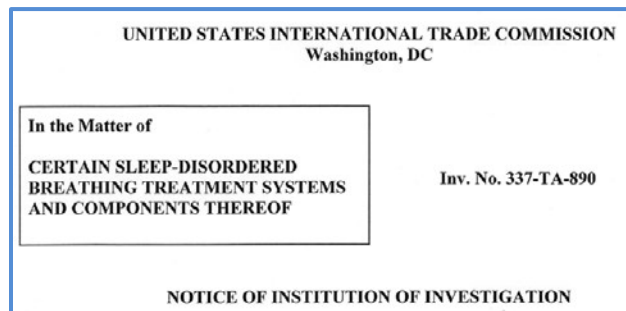 UNITED STATES INTERNATIONAL TRADE COMMISSION
Washington, DC
In the Matter of
CERTAIN SLEEP-DISORDERED
BREATHING TREATMENT SYSTEMS
AND COMPONENTS THEREOF
Inv. No. 337-TA-890
NOTICE OF INSTITUTION OF INVESTIGATION